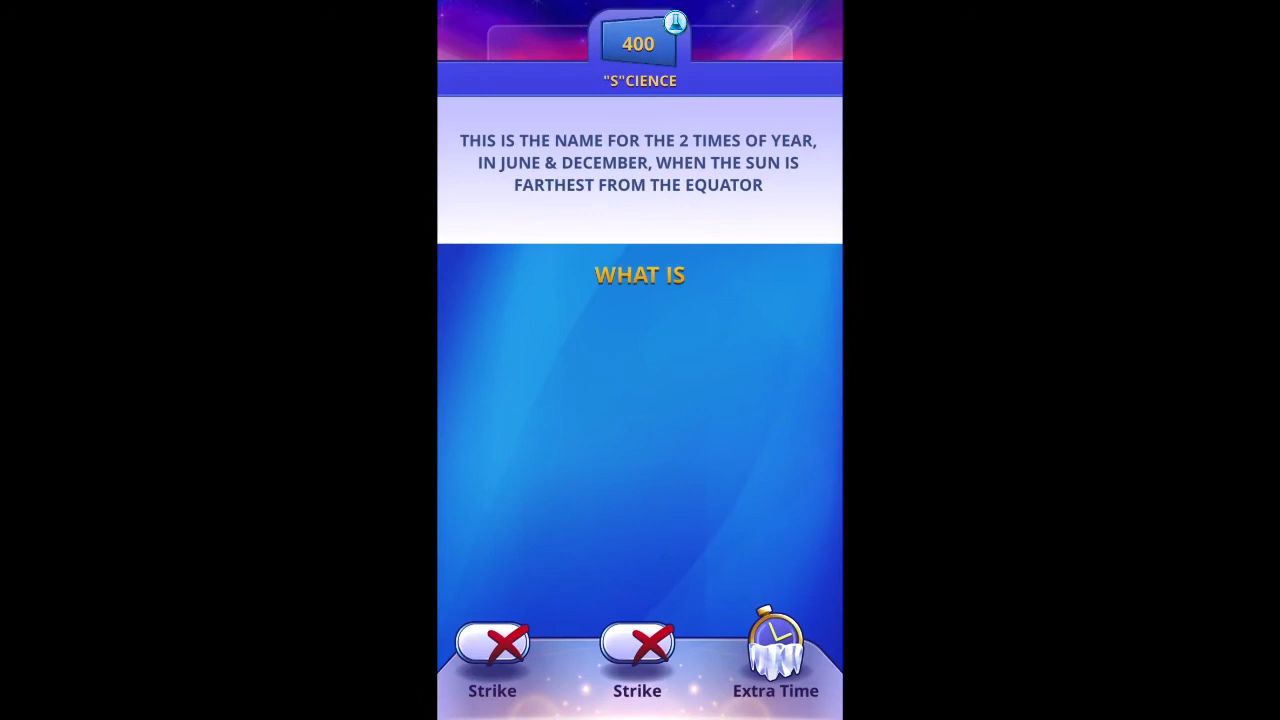 400
"S"CIENCE
THIS IS THE NAME FOR THE 2 TIMES OF YEAR,
IN JUNE & DECEMBER, WHEN THE SUN IS
FARTHEST FROM THE EQUATOR
WHAT IS
Strike
Strike
Extra Time